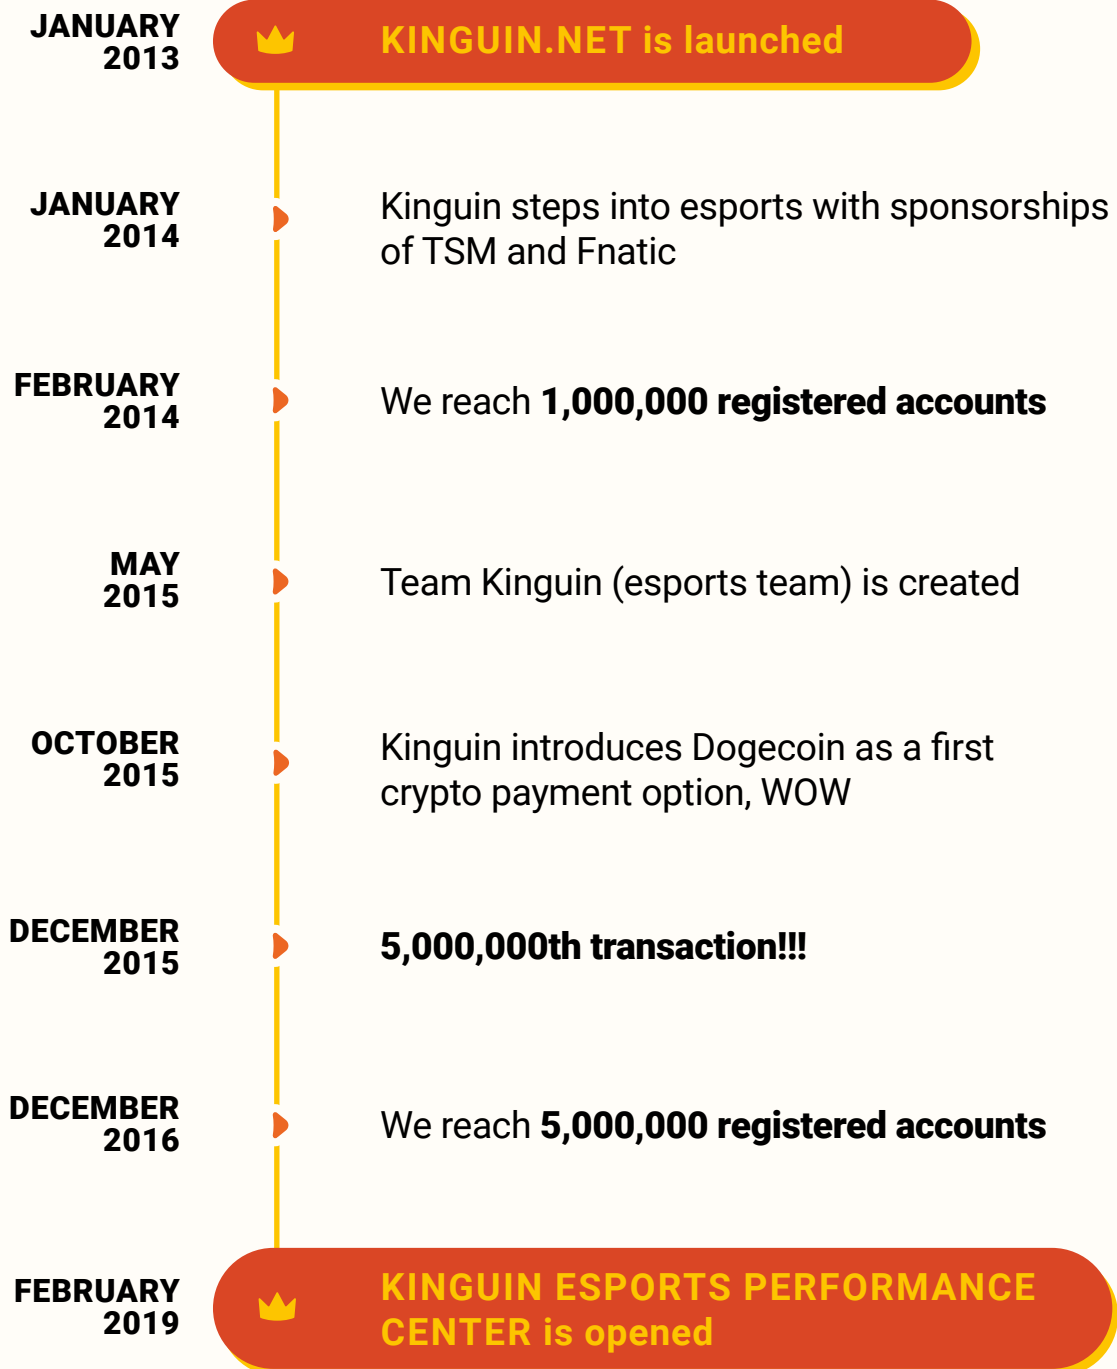 JANUARY
2013
KINGUIN.NET is launched
JANUARY
2014
Kinguin steps into esports with sponsorships
of TSM and Fnatic
FEBRUARY
2014
We reach 1,000,000 registered accounts
MAY
2015
Team Kinguin (esports team) is created
OCTOBER
2015
Kinguin introduces Dogecoin as a first
crypto payment option, WOW
DECEMBER
2015
5,000,000th transaction!!!
DECEMBER
2016
We reach 5,000,000 registered accounts
FEBRUARY
2019
KINGUIN ESPORTS PERFORMANCE
CENTER is opened